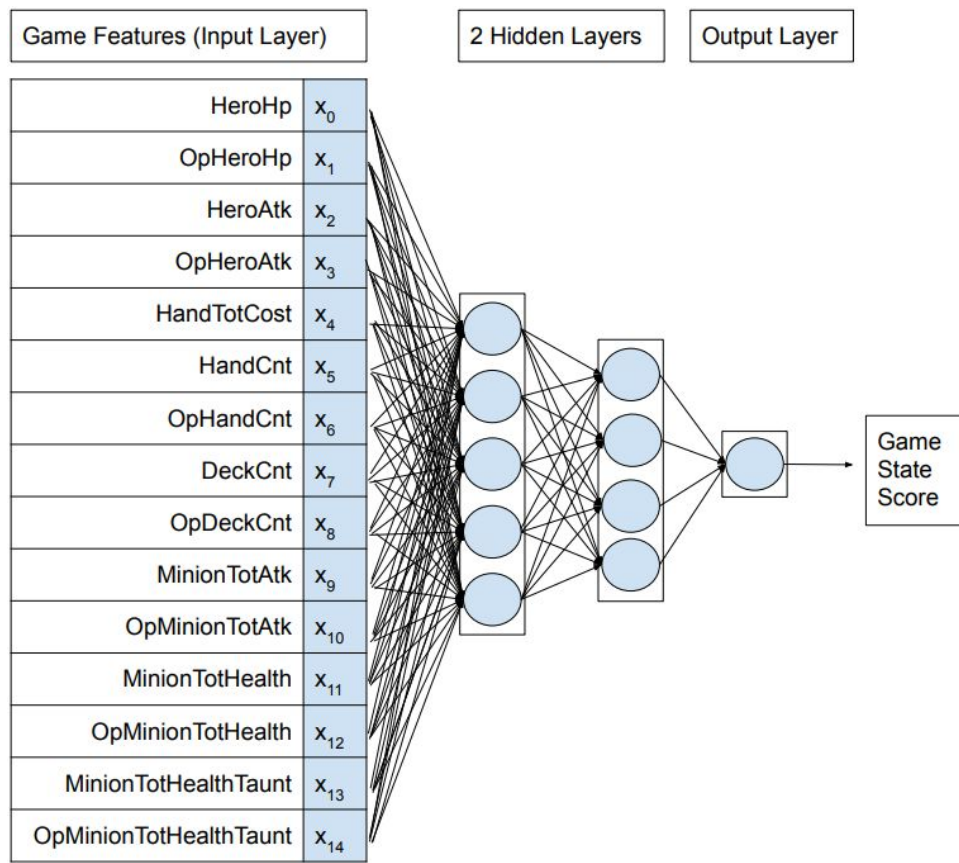 Game Features (Input Layer)
2 Hidden Layers
Output Layer
HeroHp x₀
OpHeroHp x₁
HeroAtk x₂
OpHeroAtk x₃
HandTotCost x₄
HandCnt x₅
OpHandCnt x₆
DeckCnt x₇
OpDeckCnt x₈
MinionTotAtk x₉
OpMinionTotAtk x₁₀
MinionTotHealth x₁₁
OpMinionTotHealth x₁₂
MinionTotHealthTaunt x₁₃
OpMinionTotHealthTaunt x₁₄
Game
State
Score